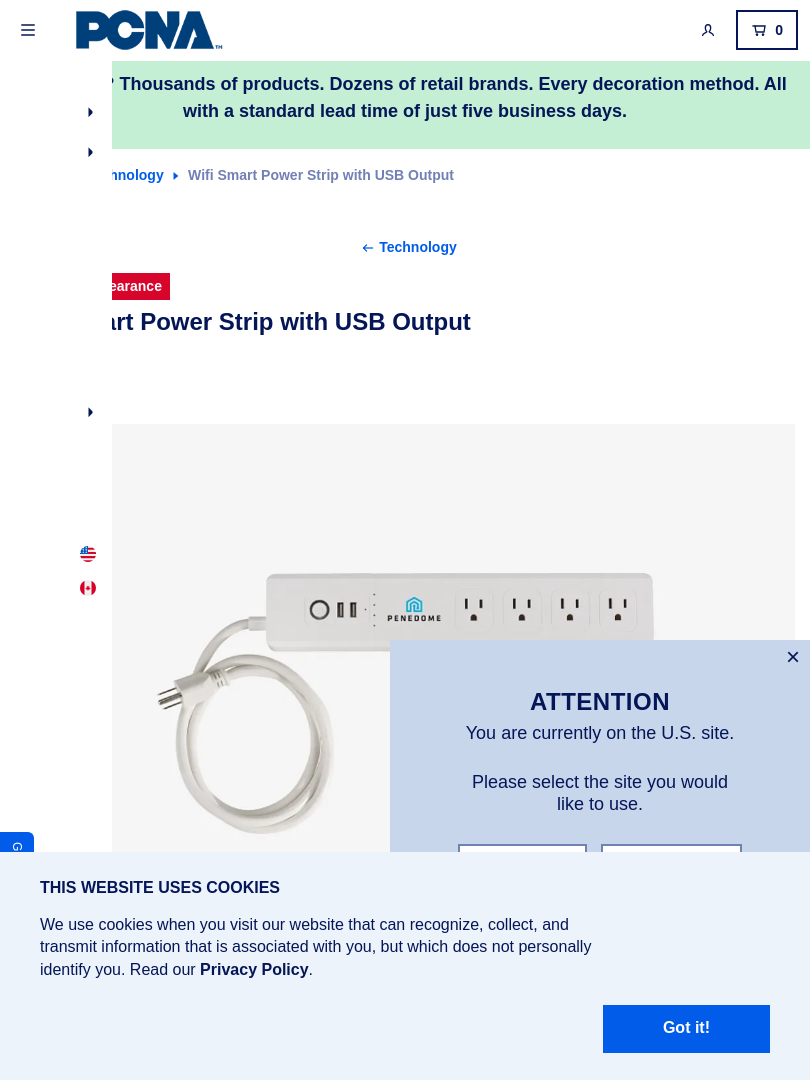 PCNA™
0
? Thousands of products. Dozens of retail brands. Every decoration method. All
with a standard lead time of just five business days.
hnology
Wifi Smart Power Strip with USB Output
Technology
earance
art Power Strip with USB Output
PENEDOME
ATTENTION
You are currently on the U.S. site.
Please select the site you would
like to use.
G
THIS WEBSITE USES COOKIES
We use cookies when you visit our website that can recognize, collect, and
transmit information that is associated with you, but which does not personally
identify you. Read our Privacy Policy.
Got it!